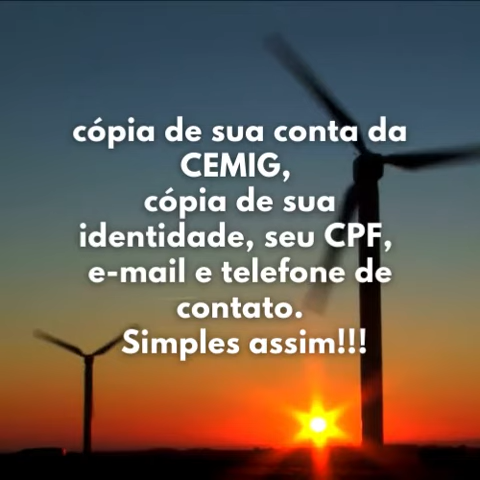 cópia de sua conta da
CEMIG,
cópia de sua
identidade, seu CPF,
e-mail e telefone de
contato.
Simples assim!!!